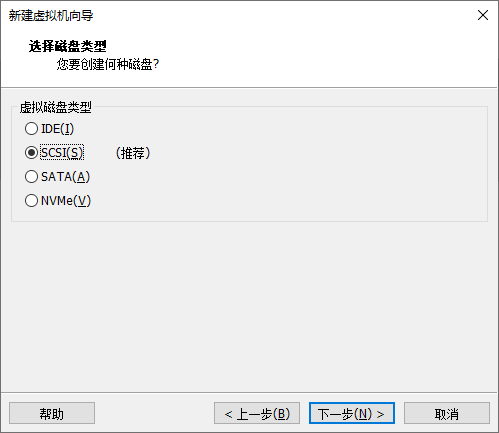 新建虚拟机向导
选择磁盘类型
您要创建何种磁盘?
虚拟磁盘类型
IDE(I)
SCSI(S) （推荐）
SATA(A)
NVMe(V)
帮助 < 上一步(B) 下一步(N) > 取消